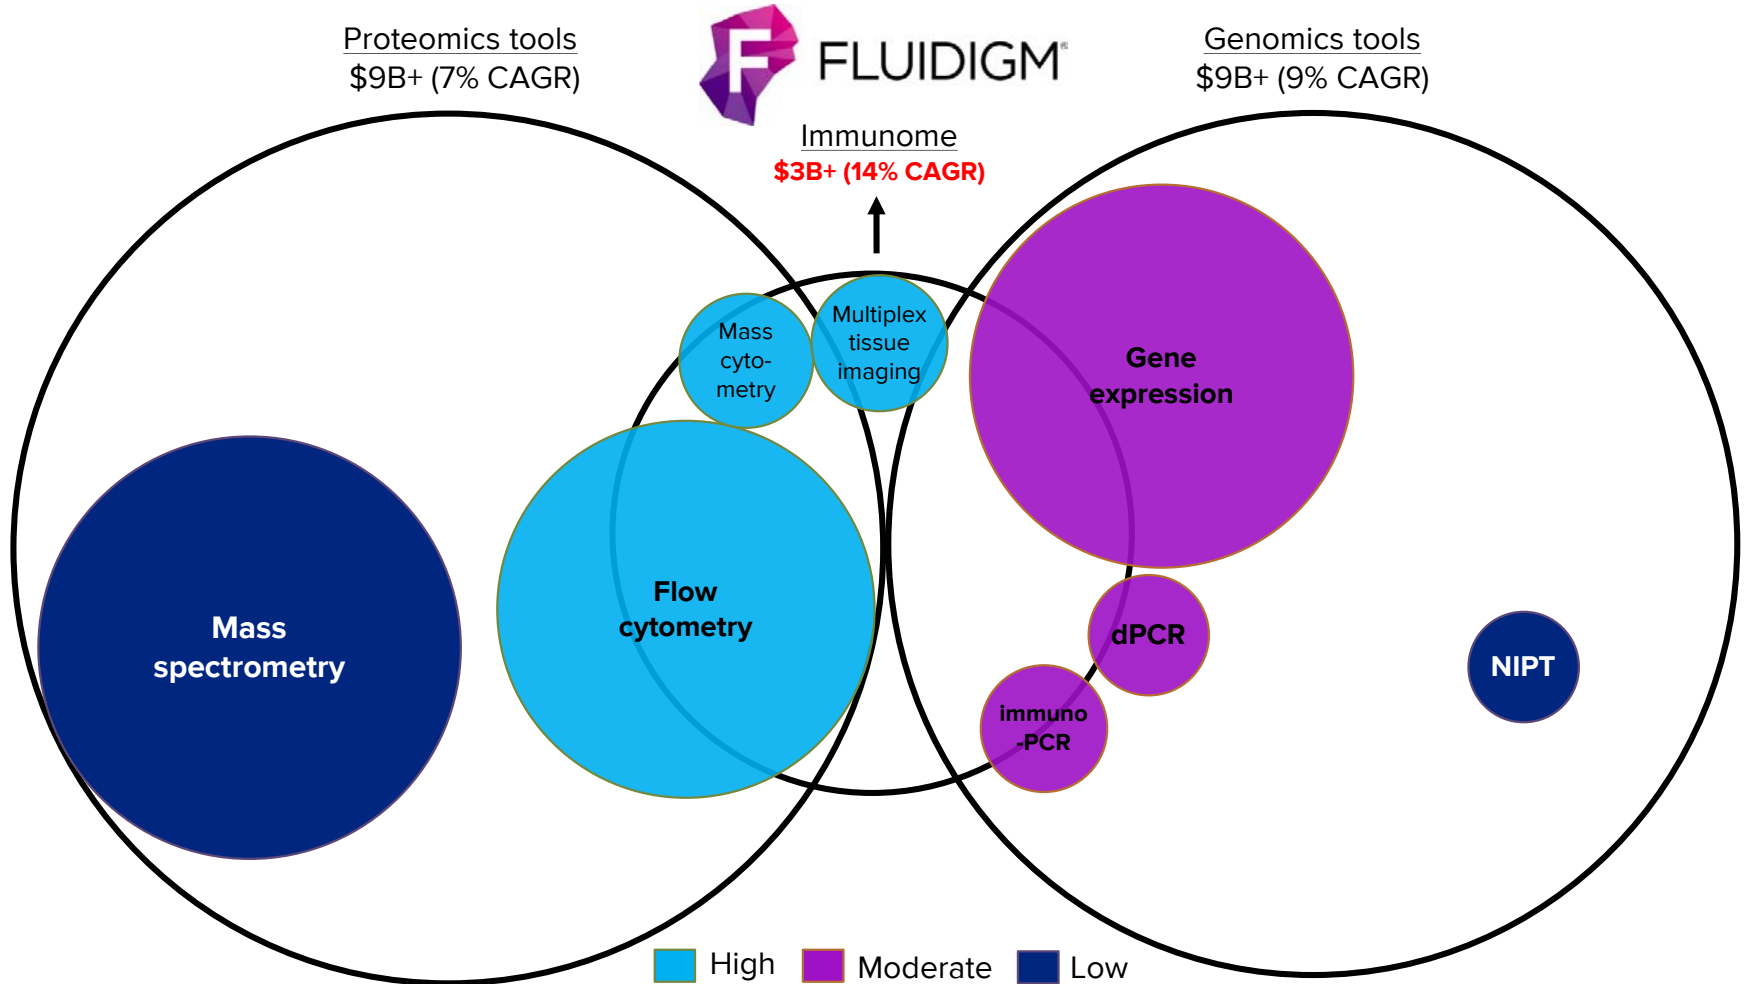 Proteomics tools
$9B+ (7% CAGR)
FLUIDIGM®
Immunome
$3B+ (14% CAGR)
Genomics tools
$9B+ (9% CAGR)
Mass
cyto-
metry
Multiplex
tissue
imaging
Gene
expression
Mass
spectrometry
Flow
cytometry
dPCR
immuno
-PCR
NIPT
High
Moderate
Low